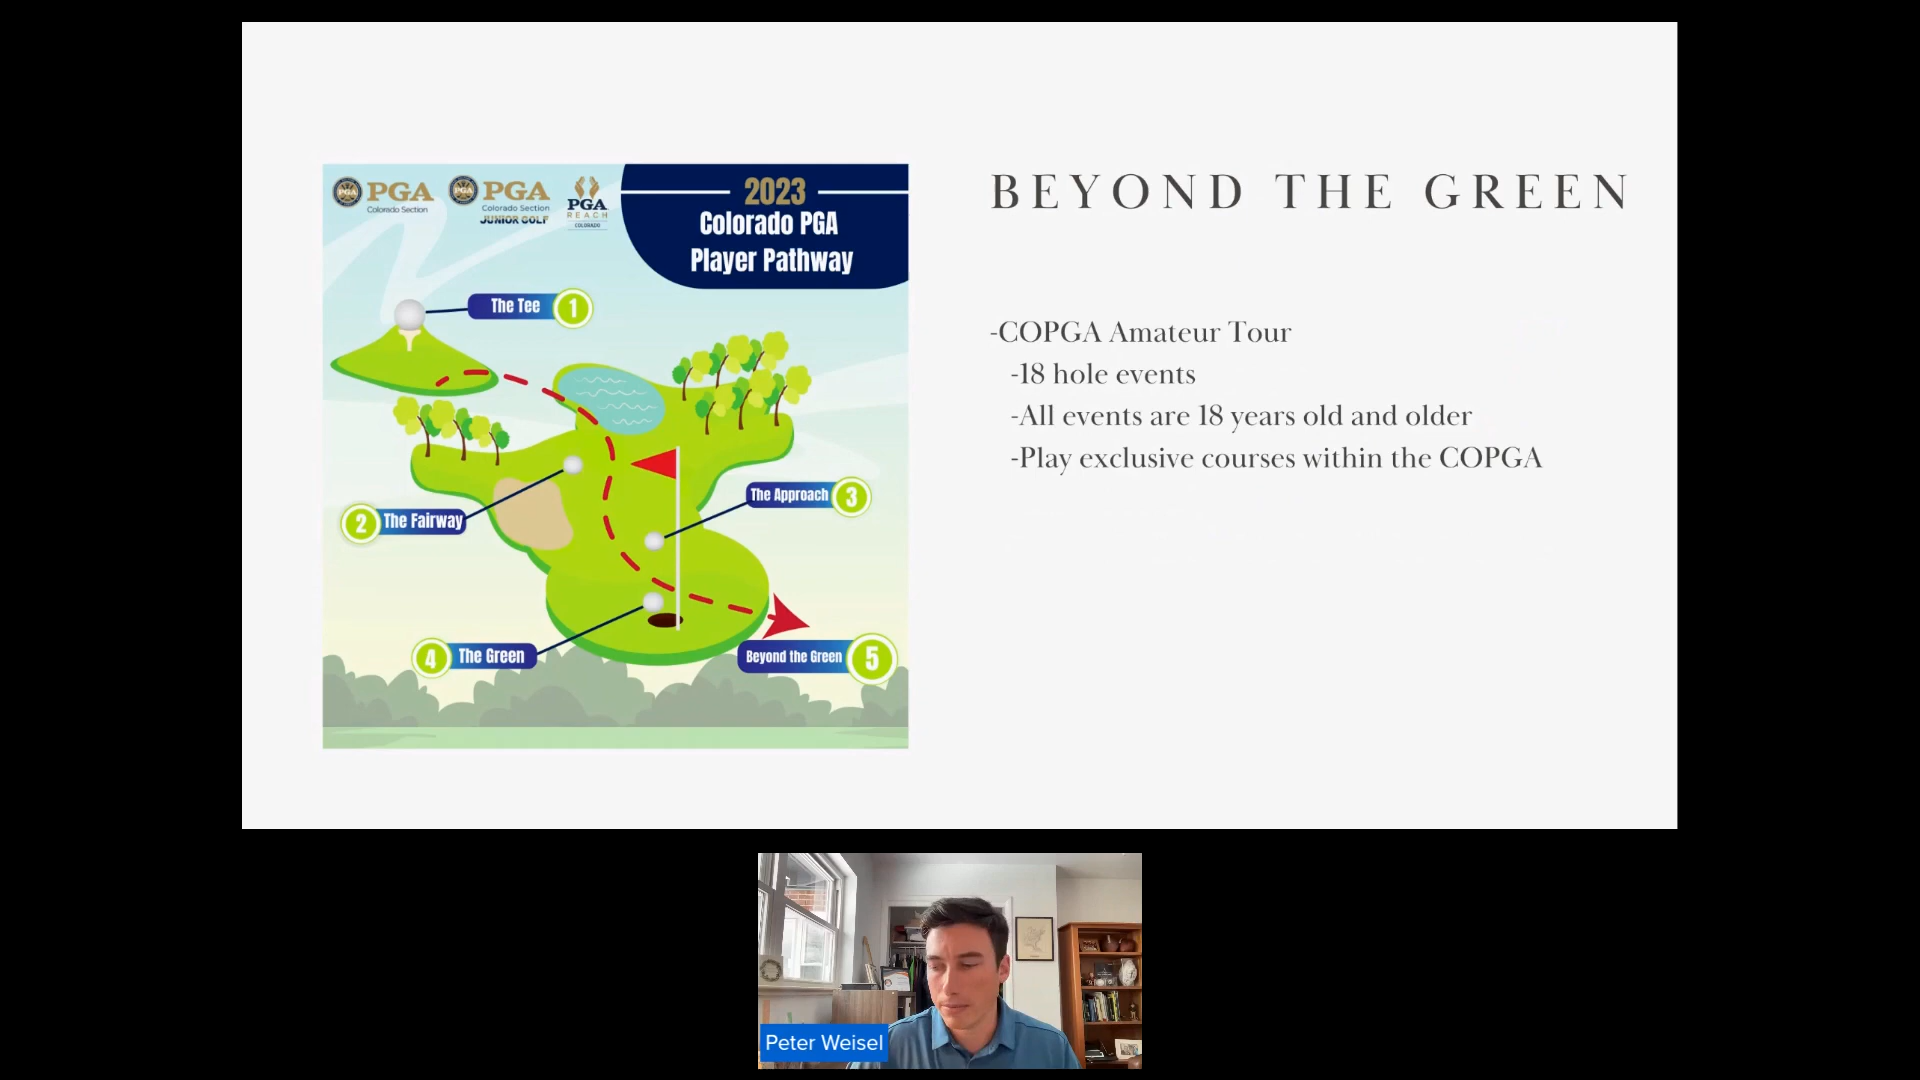 PGA
Colorado Section
PGA
Colorado Section
JUNIOR GOLF
PGA
REACH
COLORADO
2023
Colorado PGA
Player Pathway
The Tee 1
2 The Fairway
The Approach 3
4 The Green
Beyond the Green 5
BEYOND THE GREEN
-COPGA Amateur Tour
-18 hole events
-All events are 18 years old and older
-Play exclusive courses within the COPGA
Peter Weisel